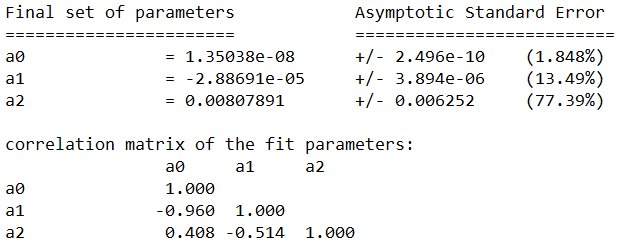 Final set of parameters            Asymptotic Standard Error
=======================            ==========================
a0              = 1.35038e-08      +/- 2.496e-10    (1.848%)
a1              = -2.88691e-05     +/- 3.894e-06    (13.49%)
a2              = 0.00807891       +/- 0.006252     (77.39%)
correlation matrix of the fit parameters:
                a0     a1     a2
a0              1.000
a1             -0.960  1.000
a2              0.408 -0.514  1.000